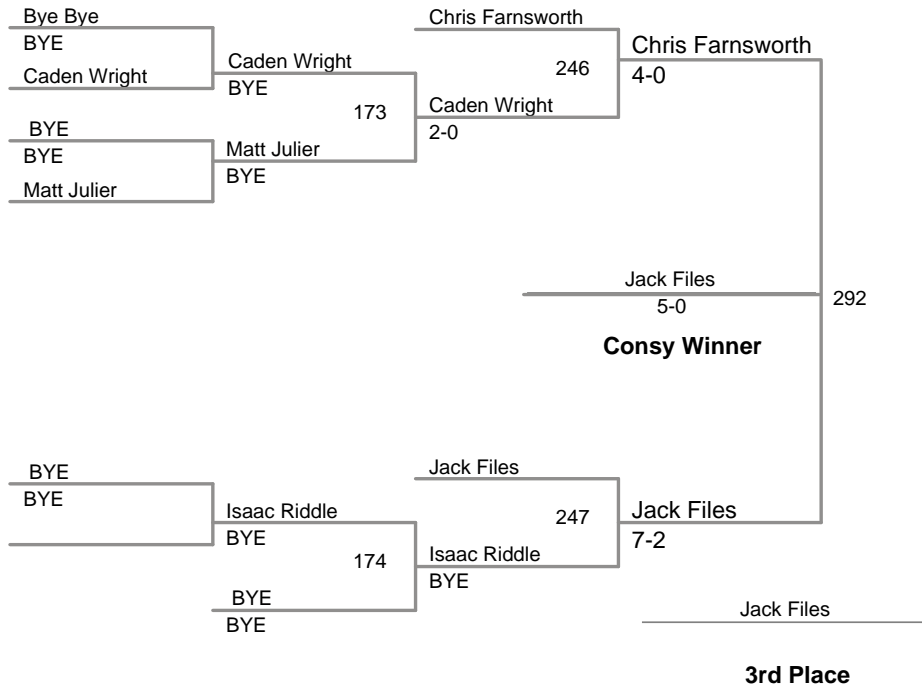 Bye Bye
BYE
Caden Wright
BYE
BYE
Matt Julier
Caden Wright
BYE
173
Matt Julier
BYE
Chris Farnsworth
246
Caden Wright
2-0
Chris Farnsworth
4-0
Jack Files
5-0
292
Consy Winner
BYE
BYE
Isaac Riddle
BYE
174
BYE
BYE
Jack Files
247
Isaac Riddle
BYE
Jack Files
7-2
Jack Files
3rd Place